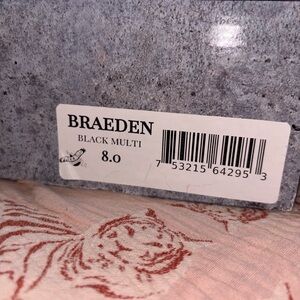 BRAEDEN
BLACK MULTI
8.0
7 53215 64295 3